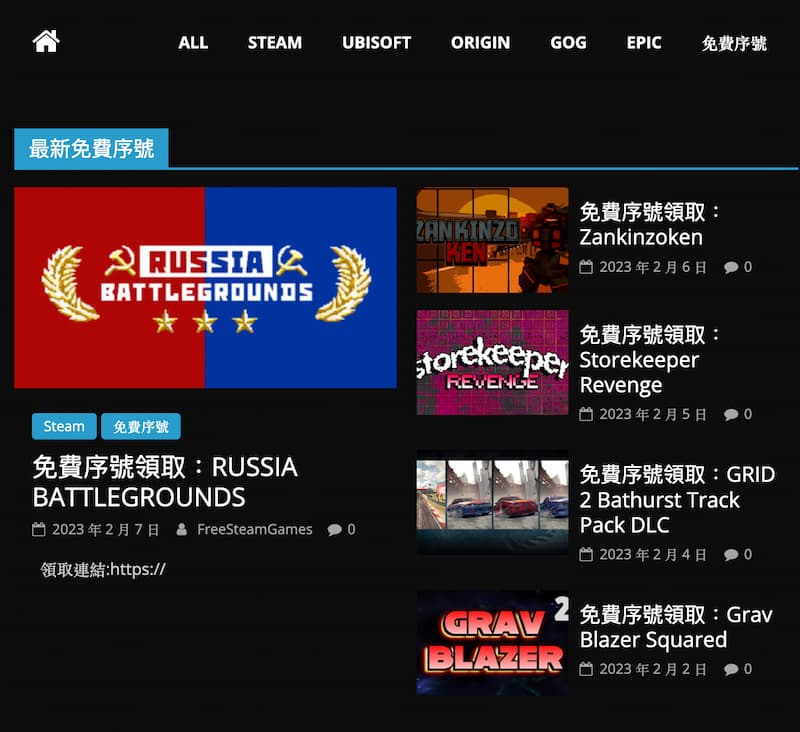 ALL STEAM UBISOFT ORIGIN GOG EPIC 免費序號
最新免費序號
RUSSIA
BATTLEGROUNDS
Steam 免費序號
免費序號領取：RUSSIA
BATTLEGROUNDS
2023 年 2 月 7 日 FreeSteamGames 0
領取連結:https://
ZANKINZO
KEN
免費序號領取：
Zankinzoken
2023 年 2 月 6 日 0
storekeeper
REVENGE
免費序號領取：
Storekeeper
Revenge
2023 年 2 月 5 日 0
免費序號領取：GRID
2 Bathurst Track
Pack DLC
2023 年 2 月 4 日 0
2
GRAV
BLAZER
免費序號領取：Grav
Blazer Squared
2023 年 2 月 2 日 0